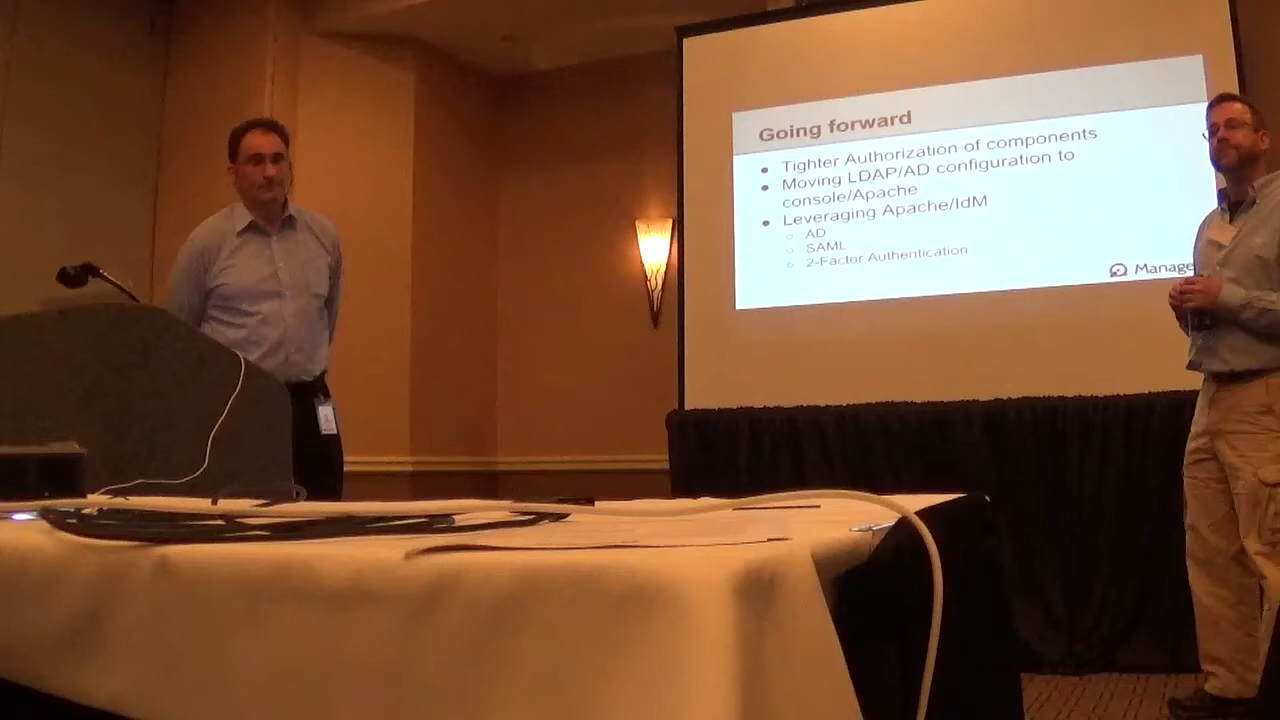 Going forward
● Tighter Authorization of components
● Moving LDAP/AD configuration to
console/Apache
● Leveraging Apache/IdM
○ AD
○ SAML
○ 2-Factor Authentication
Manage